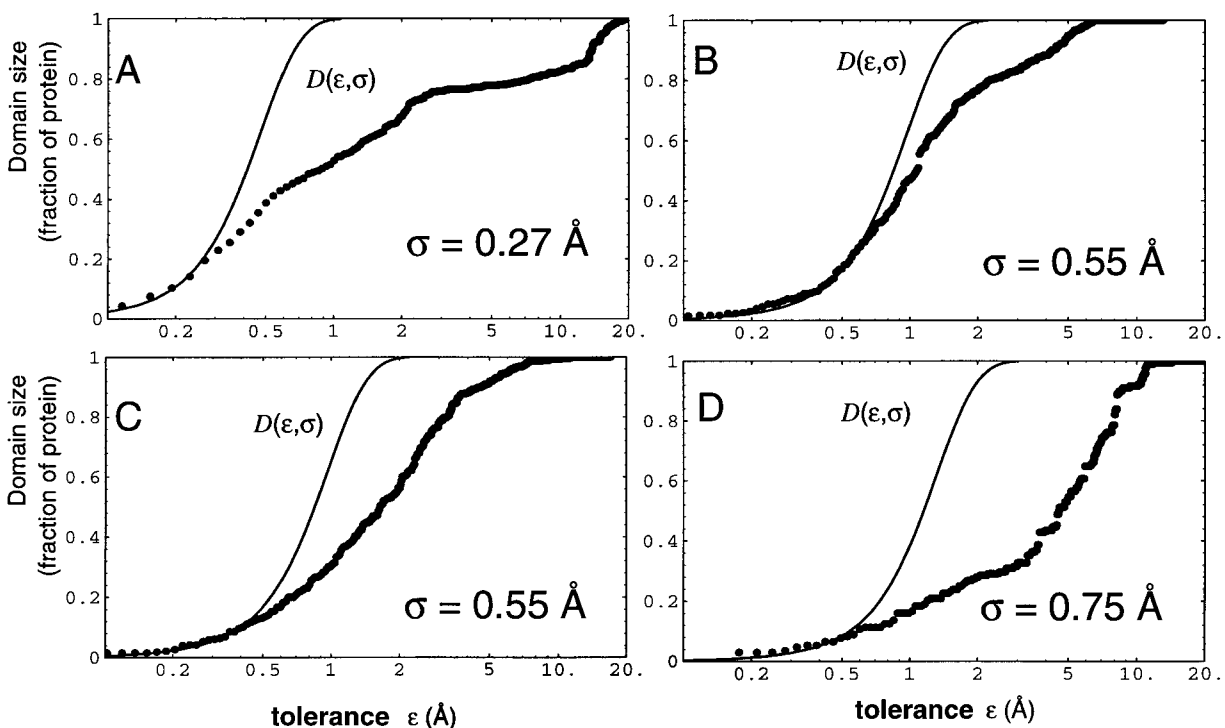 Domain size
(fraction of protein)
1
0.8
0.6
0.4
0.2
0
A
D(ε,σ)
σ = 0.27 Å
0.2 0.5 1 2 5 10. 20.
1
0.8
0.6
0.4
0.2
0
B
D(ε,σ)
σ = 0.55 Å
0.2 0.5 1 2 5 10. 20.
Domain size
(fraction of protein)
1
0.8
0.6
0.4
0.2
0
C
D(ε,σ)
σ = 0.55 Å
0.2 0.5 1 2 5 10. 20.
tolerance ε (Å)
1
0.8
0.6
0.4
0.2
0
D
D(ε,σ)
σ = 0.75 Å
0.2 0.5 1 2 5 10. 20.
tolerance ε (Å)